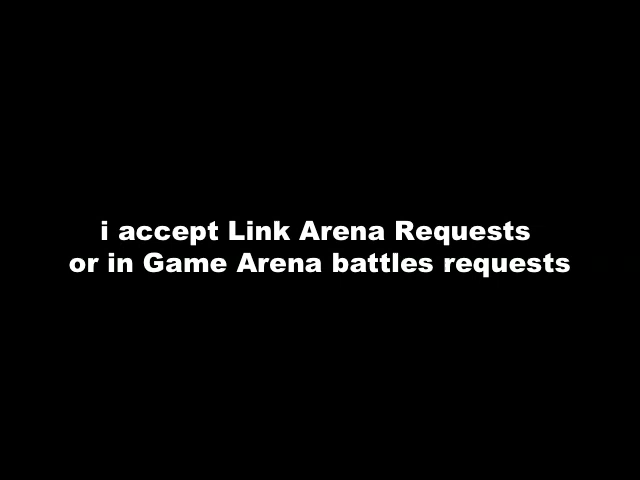 i accept Link Arena Requests
or in Game Arena battles requests